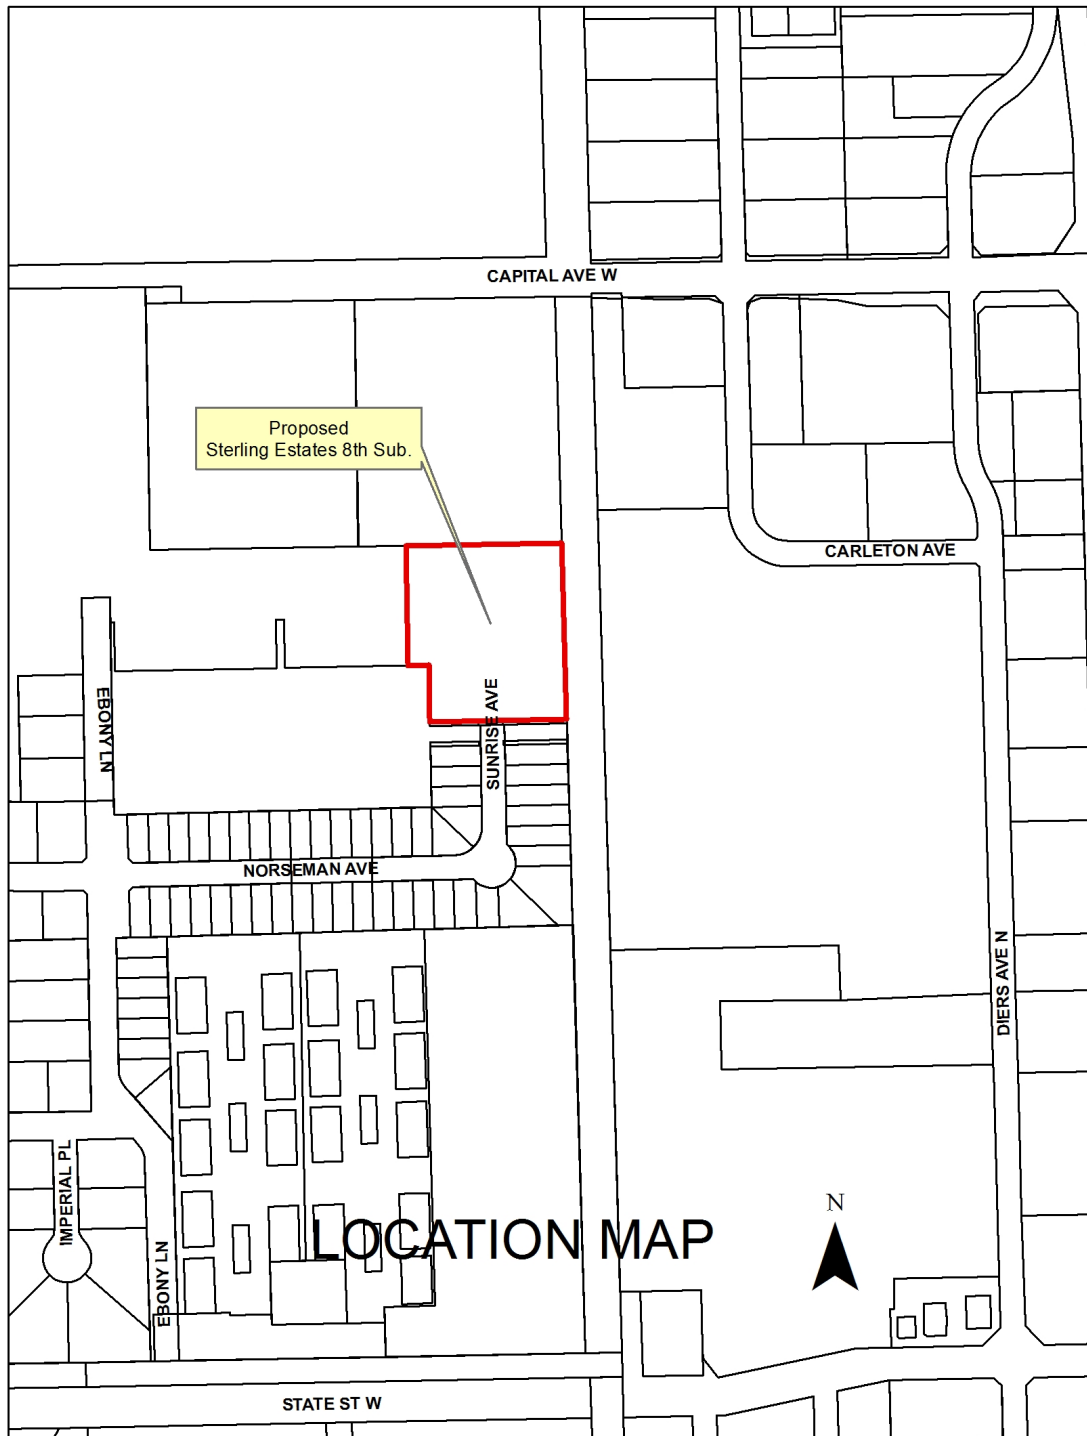 CAPITAL AVE W
Proposed
Sterling Estates 8th Sub.
CARLETON AVE
EBONY LN
SUNRISE AVE
NORSEMAN AVE
DIERS AVE N
IMPERIAL PL
N
LOCATION MAP
EBONY LN
STATE ST W